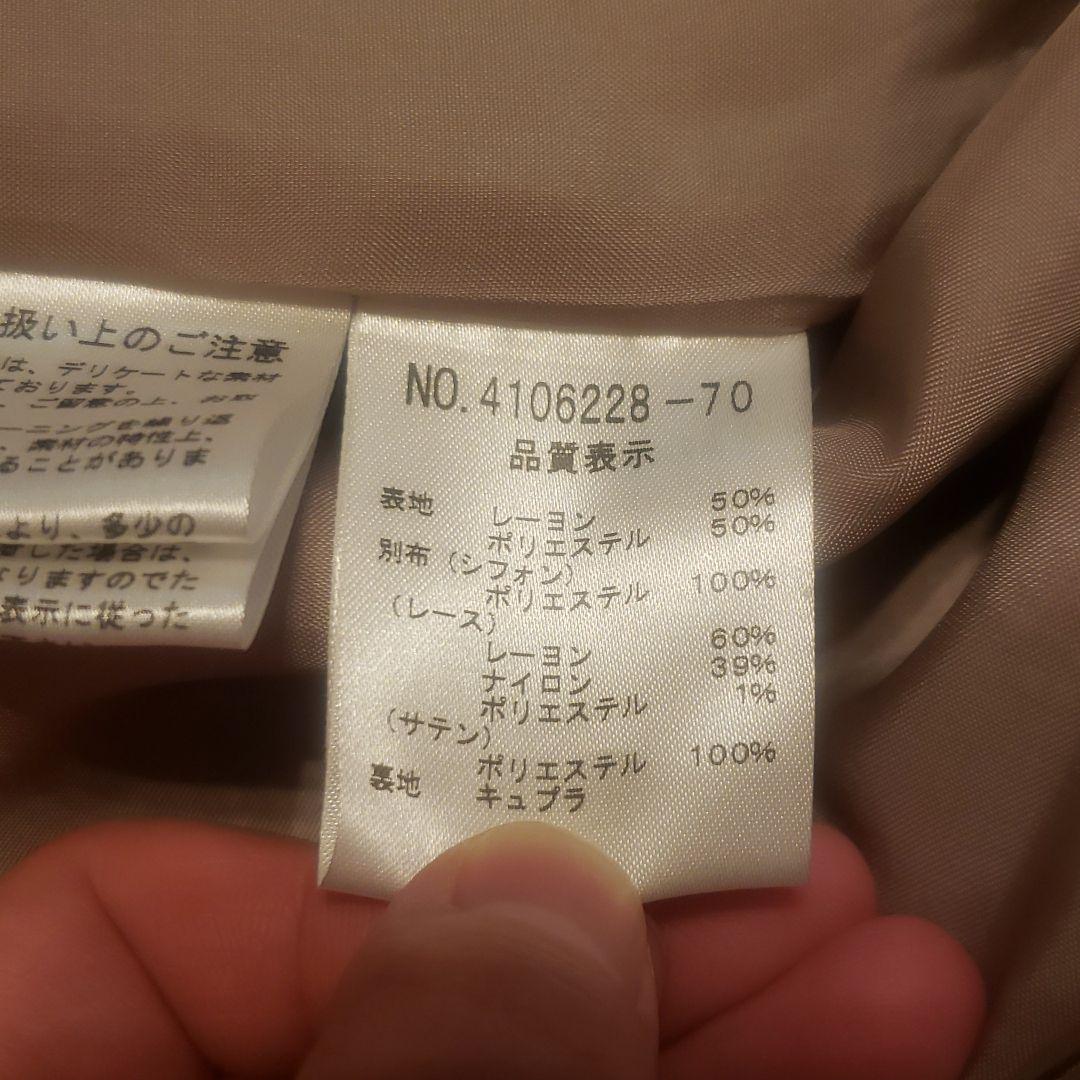 扱い上のご注意
は、デリケートな素材
ております。
、ご留意の上、お取
ーニングを繰り返
、素材の特性上、
ることがありま
より、多少の
した場合は、
なりますのでた
表示に従った
NO.4106228-70
品質表示
表地
レーヨン 50%
ポリエステル 50%
別布(シフォン)
ポリエステル 100%
(レース)
レーヨン 60%
ナイロン 39%
ポリエステル 1%
(サテン)
ポリエステル 100%
裏地 キュプラ